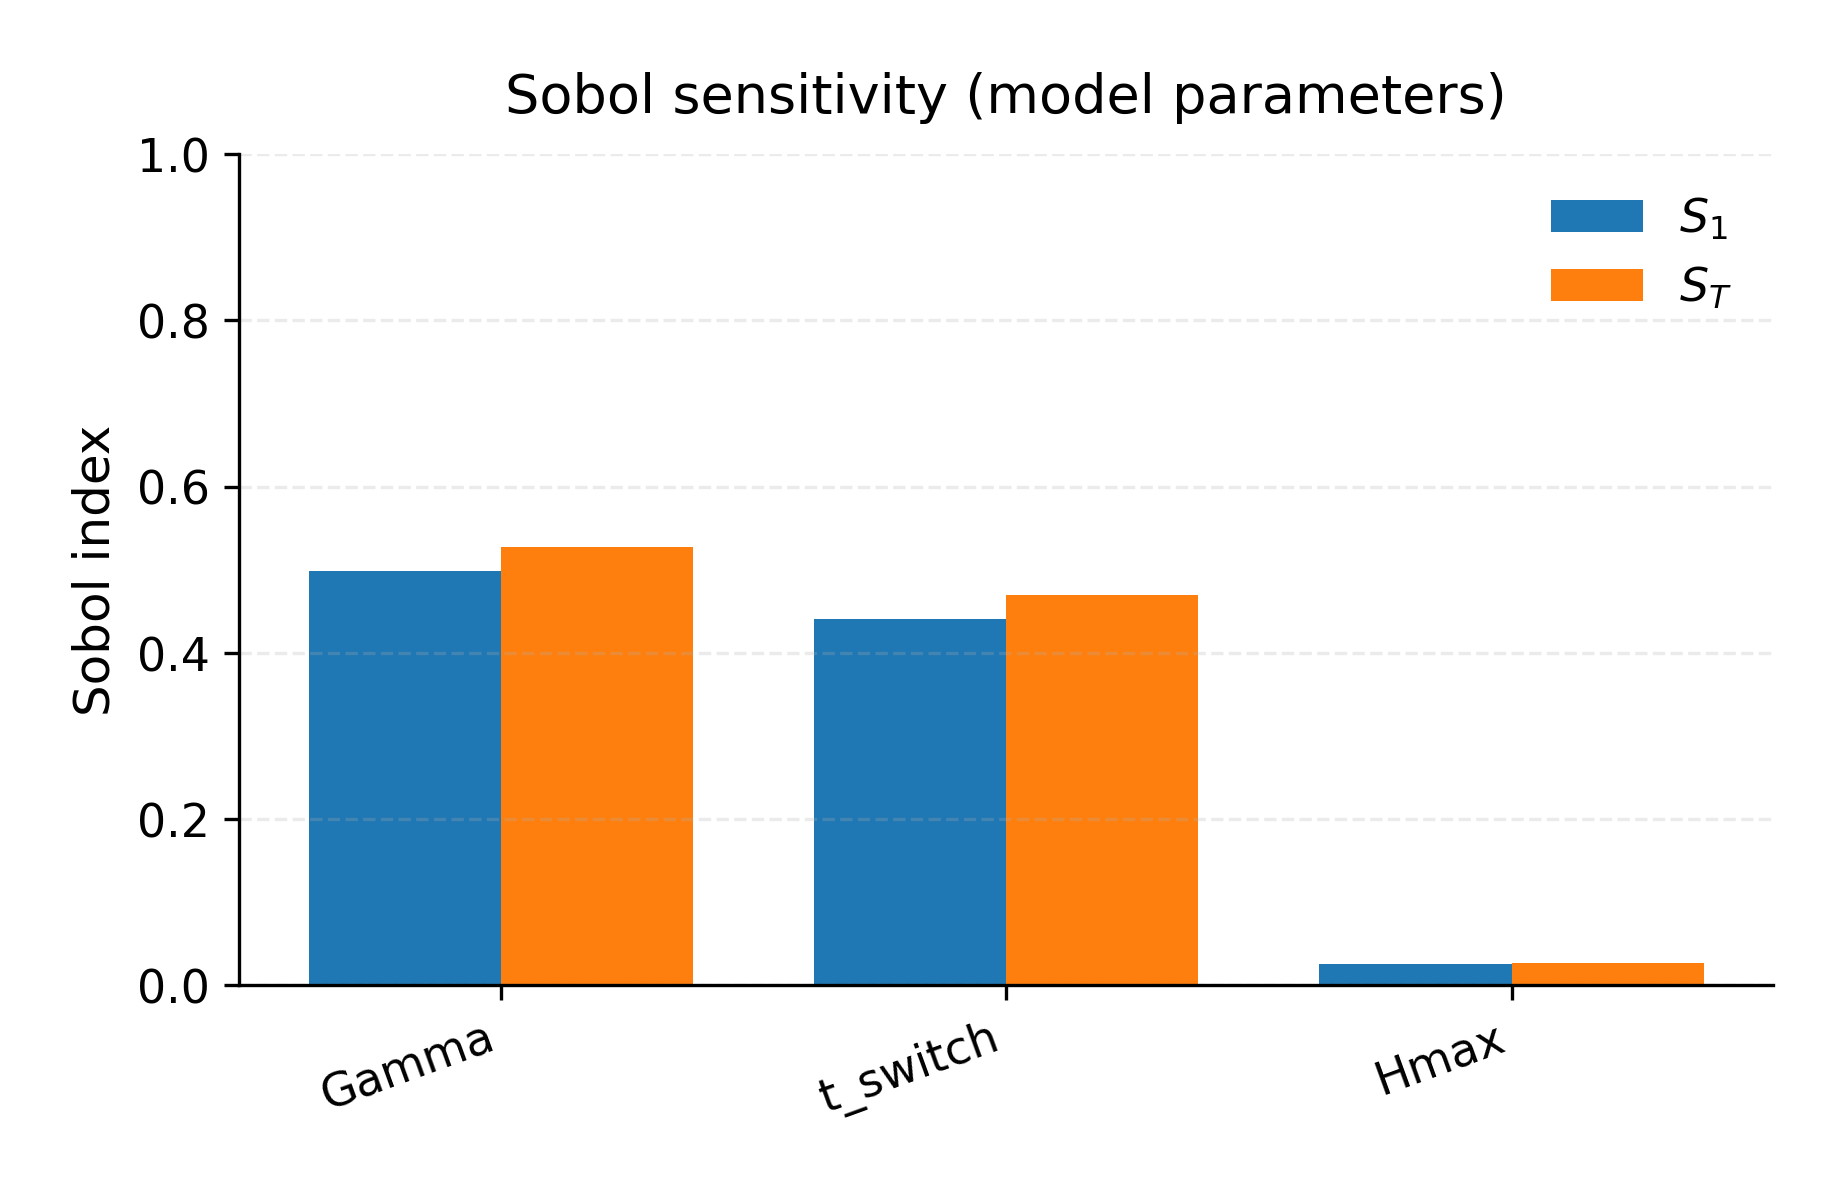 Sobol sensitivity (model parameters)
1.0
0.8
0.6
0.4
0.2
0.0
Sobol index
S₁
S_T
Gamma
t_switch
Hmax